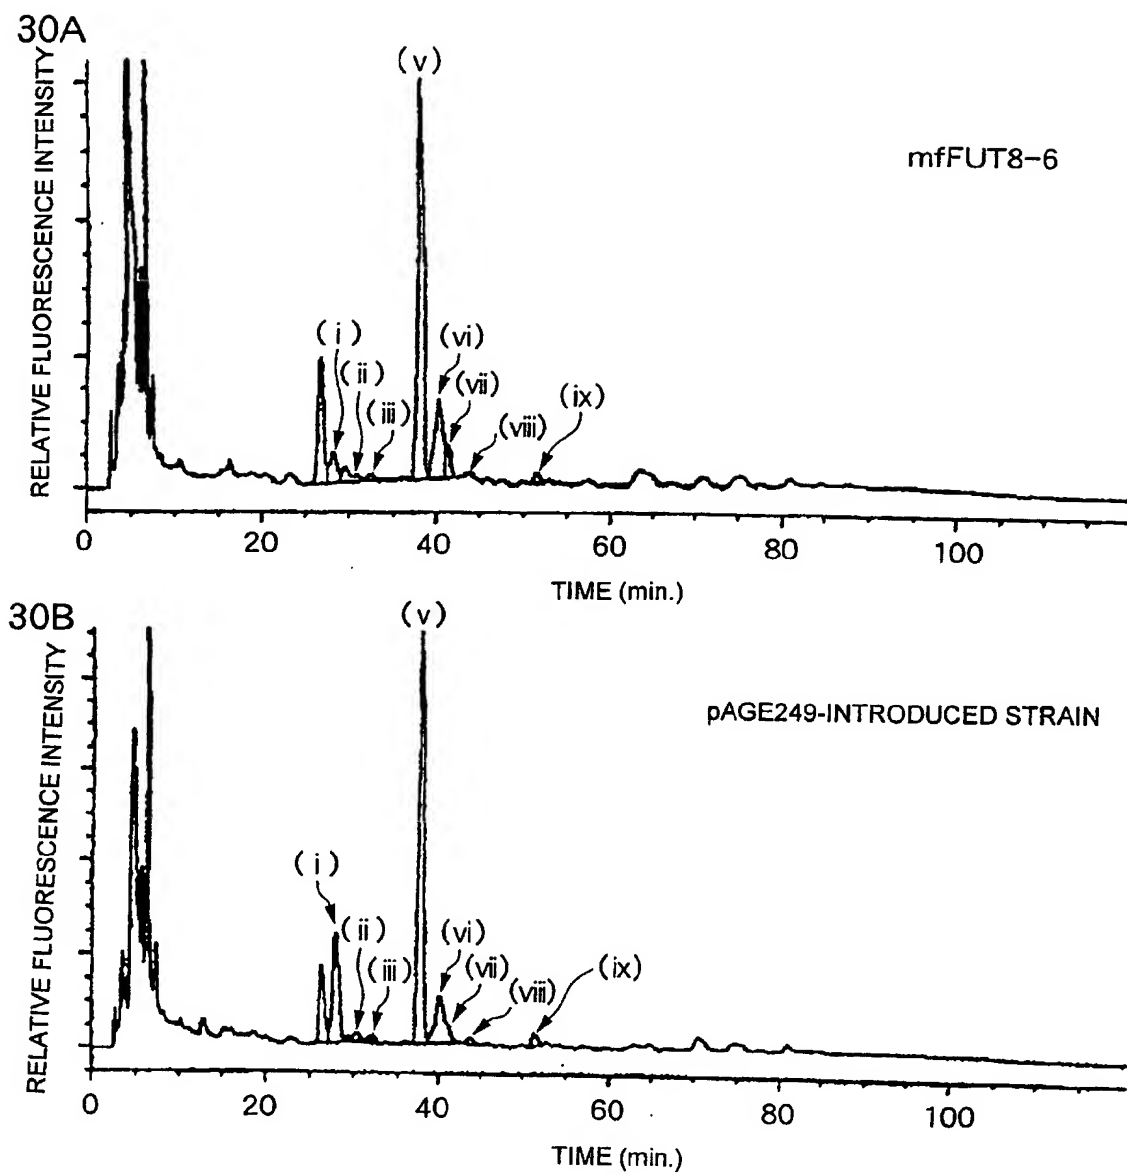 30A
RELATIVE FLUORESCENCE INTENSITY
mfFUT8-6
(v)
(i)
(ii)
(iii)
(vi)
(vii)
(viii)
(ix)
0 20 40 60 80 100
TIME (min.)
30B
RELATIVE FLUORESCENCE INTENSITY
pAGE249-INTRODUCED STRAIN
(v)
(i)
(ii)
(iii)
(vi)
(vii)
(viii)
(ix)
0 20 40 60 80 100
TIME (min.)